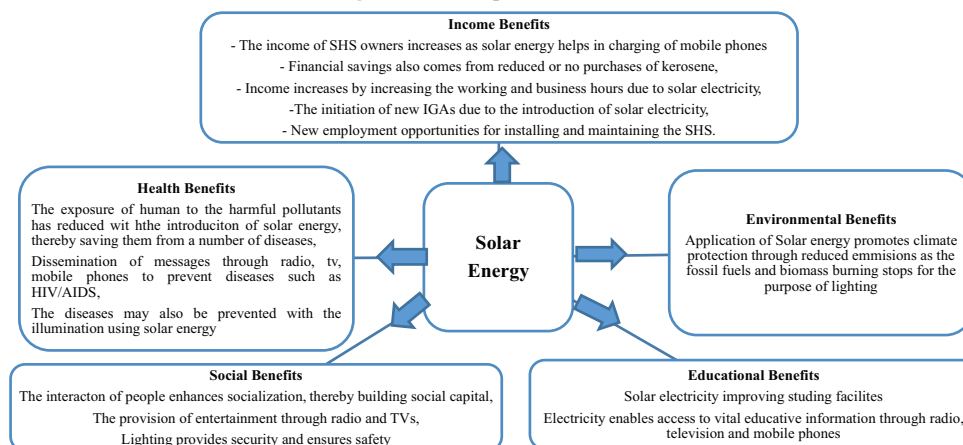 Income Benefits
- The income of SHS owners increases as solar energy helps in charging of mobile phones
- Financial savings also comes from reduced or no purchases of kerosene,
- Income increases by increasing the working and business hours due to solar electricity,
-The initiation of new IGAs due to the introduction of solar electricity,
- New employment opportunities for installing and maintaining the SHS.
Health Benefits
The exposure of human to the harmful pollutants
has reduced wit hthe introduciton of solar energy,
thereby saving them from a number of diseases,
Dissemination of messages through radio, tv,
mobile phones to prevent diseases such as
HIV/AIDS,
The diseases may also be prevented with the
illumination using solar energy
Solar
Energy
Environmental Benefits
Application of Solar energy promotes climate
protection through reduced emmisions as the
fossil fuels and biomass burning stops for the
purpose of lighting
Social Benefits
The interacton of people enhances socialization, thereby building social capital,
The provision of entertainment through radio and TVs,
Lighting provides security and ensures safety
Educational Benefits
Solar electricity improving studing facilites
Electricity enables access to vital educative information through radio,
television and mobile phones